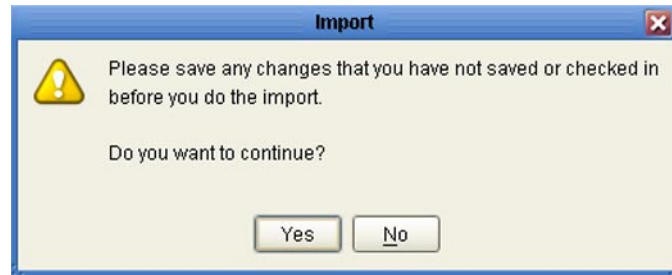 Import
Please save any changes that you have not saved or checked in
before you do the import.
Do you want to continue?
Yes No